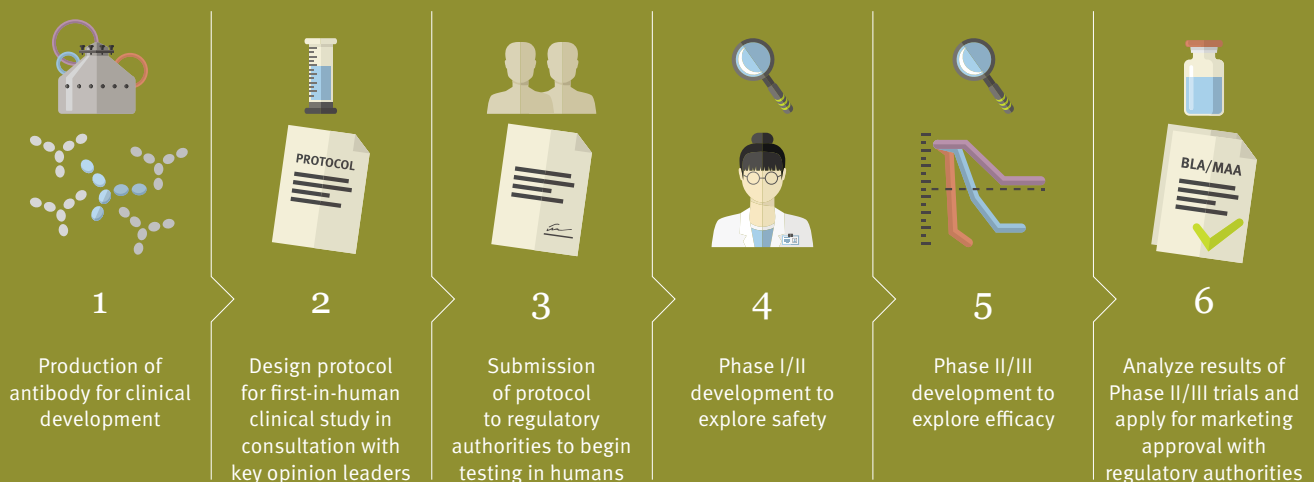 PROTOCOL
BLA/MAA
1
Production of
antibody for clinical
development
2
Design protocol
for first-in-human
clinical study in
consultation with
key opinion leaders
3
Submission
of protocol
to regulatory
authorities to begin
testing in humans
4
Phase I/II
development to
explore safety
5
Phase II/III
development to
explore efficacy
6
Analyze results of
Phase II/III trials and
apply for marketing
approval with
regulatory authorities